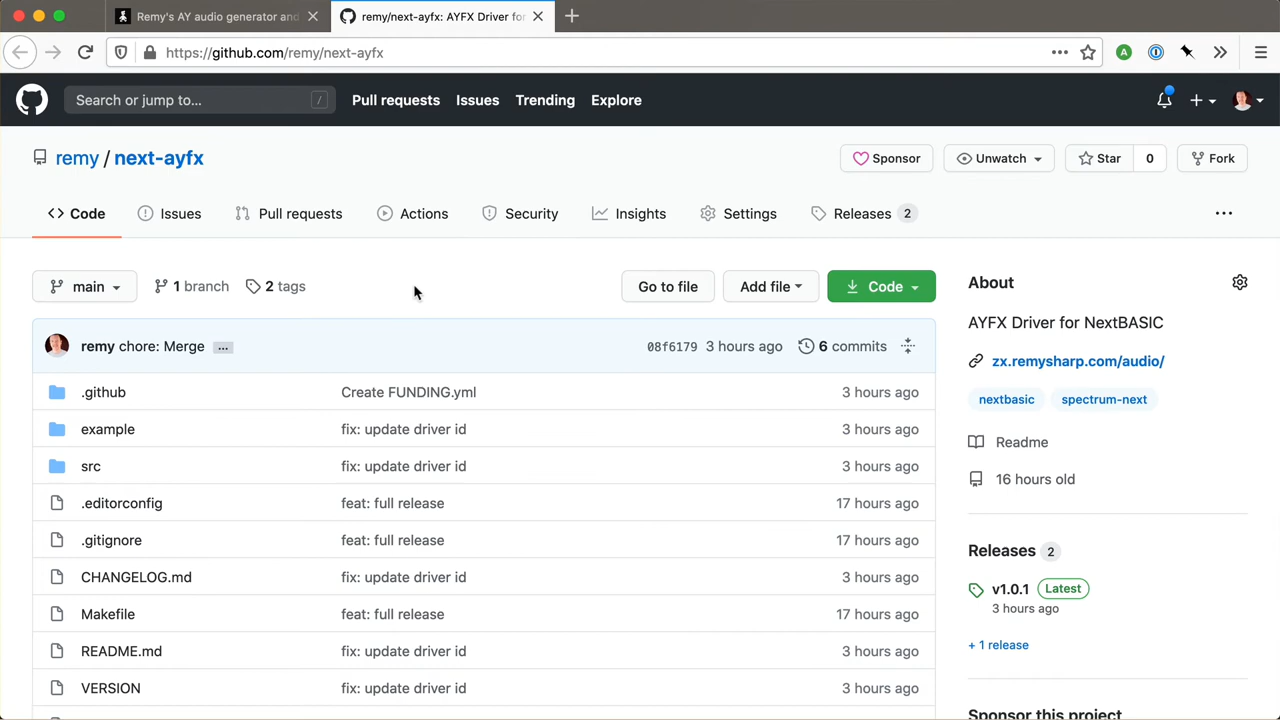 Remy's AY audio generator and
remy/next-ayfx: AYFX Driver for
https://github.com/remy/next-ayfx
Search or jump to... /
Pull requests Issues Trending Explore
remy / next-ayfx
Sponsor Unwatch Star 0 Fork
Code Issues Pull requests Actions Security Insights Settings Releases 2
main 1 branch 2 tags Go to file Add file Code
remy chore: Merge ... 08f6179 3 hours ago 6 commits
.github Create FUNDING.yml 3 hours ago
example fix: update driver id 3 hours ago
src fix: update driver id 3 hours ago
.editorconfig feat: full release 17 hours ago
.gitignore feat: full release 17 hours ago
CHANGELOG.md fix: update driver id 3 hours ago
Makefile feat: full release 17 hours ago
README.md fix: update driver id 3 hours ago
VERSION fix: update driver id 3 hours ago
About
AYFX Driver for NextBASIC
zx.remysharp.com/audio/
nextbasic spectrum-next
Readme
16 hours old
Releases 2
v1.0.1 Latest
3 hours ago
+ 1 release
Sponsor this project